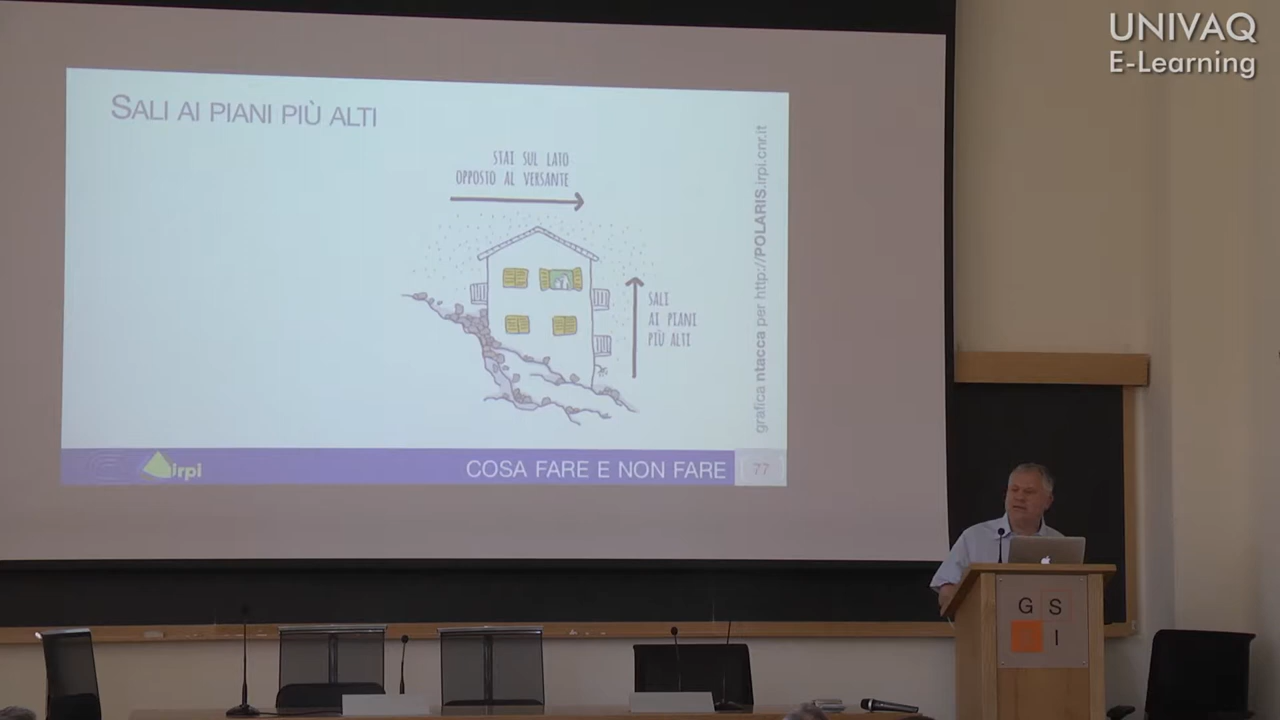 UNIVAQ
E-Learning
SALI AI PIANI PIÙ ALTI
STAI SUL LATO
OPPOSTO AL VERSANTE
SALI
AI PIANI
PIÙ ALTI
grafica ntacca per http://POLARIS.irpi.cnr.it
irpi
COSA FARE E NON FARE
77
G S
I